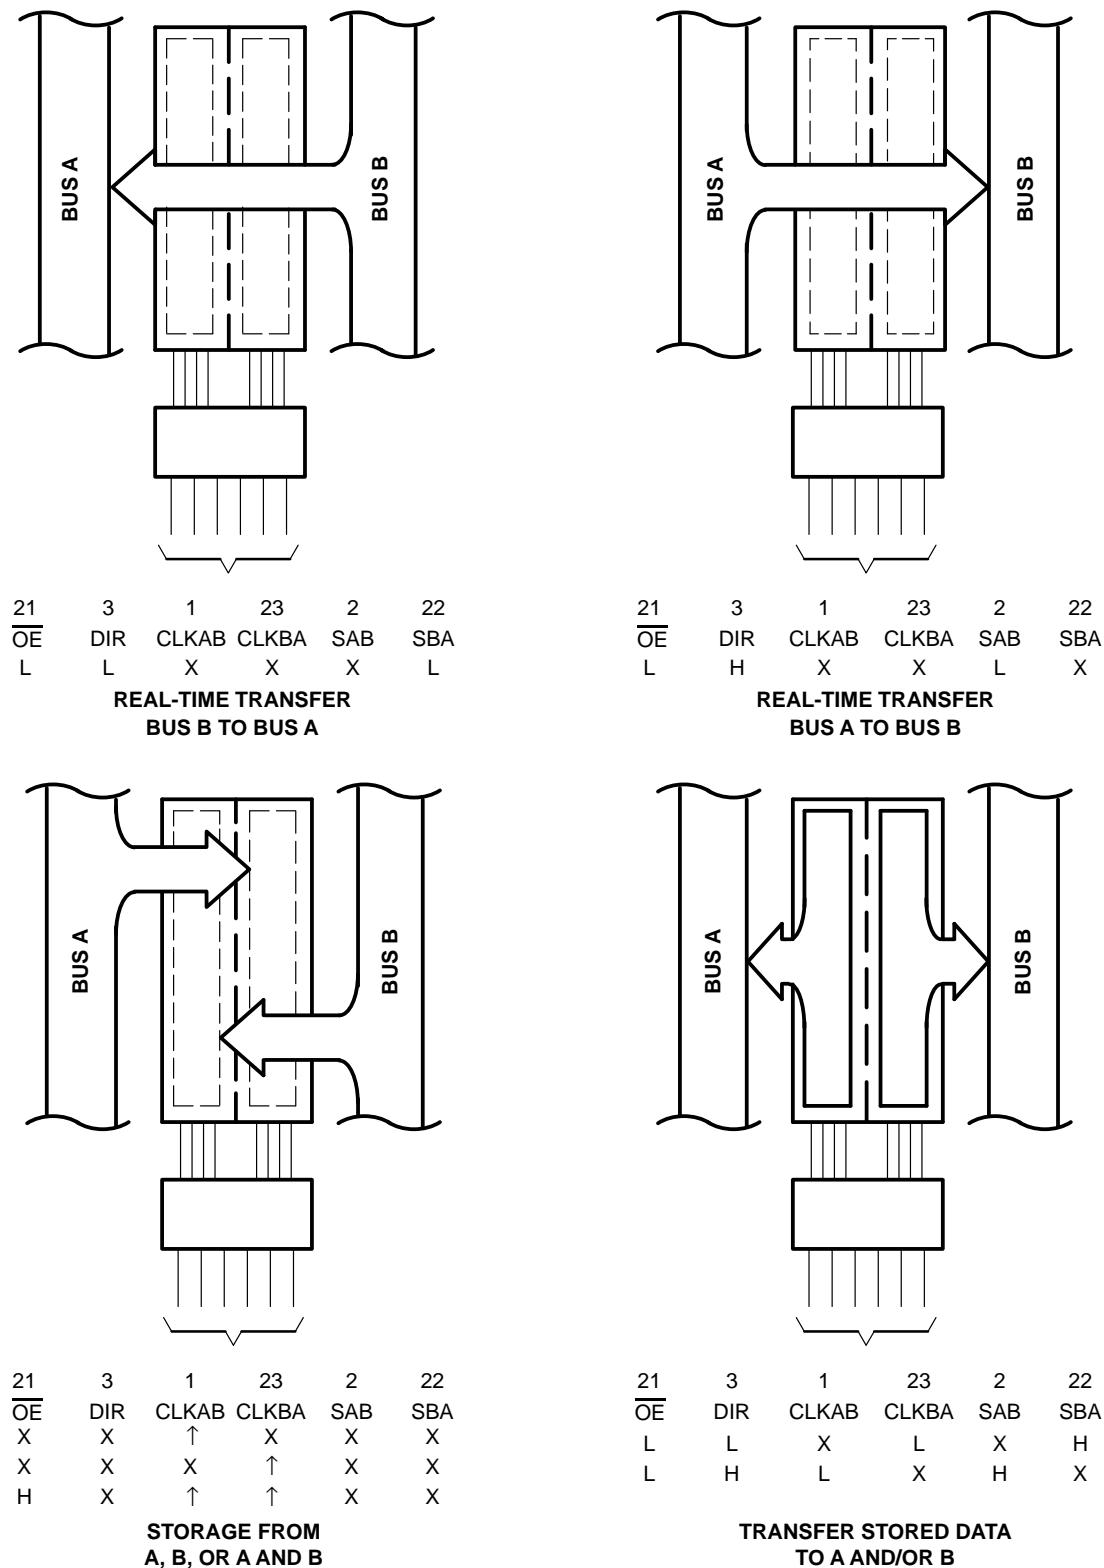 BUS A
BUS B
21 3 1 23 2 22
OE DIR CLKAB CLKBA SAB SBA
L L X X X L
REAL-TIME TRANSFER
BUS B TO BUS A
BUS A
BUS B
21 3 1 23 2 22
OE DIR CLKAB CLKBA SAB SBA
L H X X L X
REAL-TIME TRANSFER
BUS A TO BUS B
BUS A
BUS B
21 3 1 23 2 22
OE DIR CLKAB CLKBA SAB SBA
X X ↑ X X X
X X X ↑ X X
H X ↑ ↑ X X
STORAGE FROM
A, B, OR A AND B
BUS A
BUS B
21 3 1 23 2 22
OE DIR CLKAB CLKBA SAB SBA
L L X L X H
L H L X H X
TRANSFER STORED DATA
TO A AND/OR B